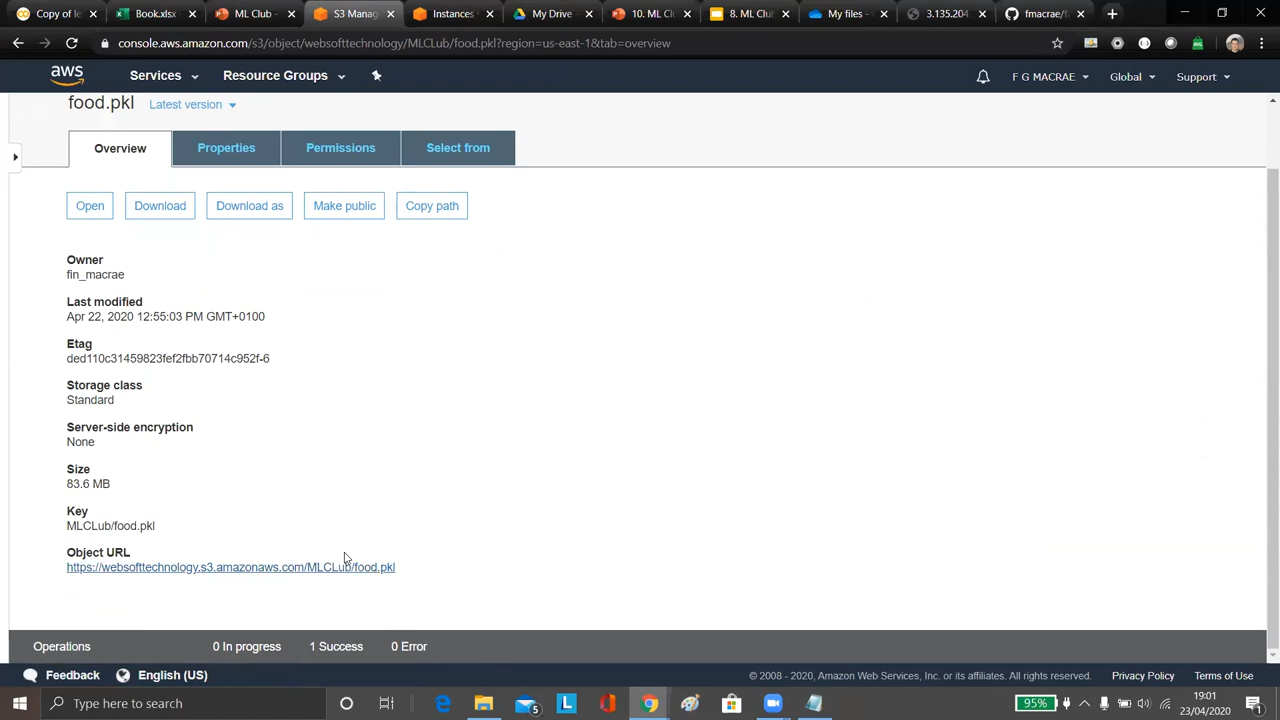 Copy of le
Book.xlsx
ML Club -
S3 Manag
Instances
My Drive
10. ML Cl
8. ML Clu
My files -
3.135.204
fmacrae/f
console.aws.amazon.com/s3/object/websofttechnology/MLCLub/food.pkl?region=us-east-1&tab=overview
aws
Services
Resource Groups
F G MACRAE
Global
Support
food.pkl
Latest version
Overview
Properties
Permissions
Select from
Open
Download
Download as
Make public
Copy path
Owner
fin_macrae
Last modified
Apr 22, 2020 12:55:03 PM GMT+0100
Etag
ded110c31459823fef2fbb70714c952f-6
Storage class
Standard
Server-side encryption
None
Size
83.6 MB
Key
MLCLub/food.pkl
Object URL
https://websofttechnology.s3.amazonaws.com/MLCLub/food.pkl
Operations
0 In progress
1 Success
0 Error
Feedback
English (US)
© 2008 - 2020, Amazon Web Services, Inc. or its affiliates. All rights reserved.
Privacy Policy
Terms of Use
Type here to search
5
L
95%
19:01
23/04/2020
1